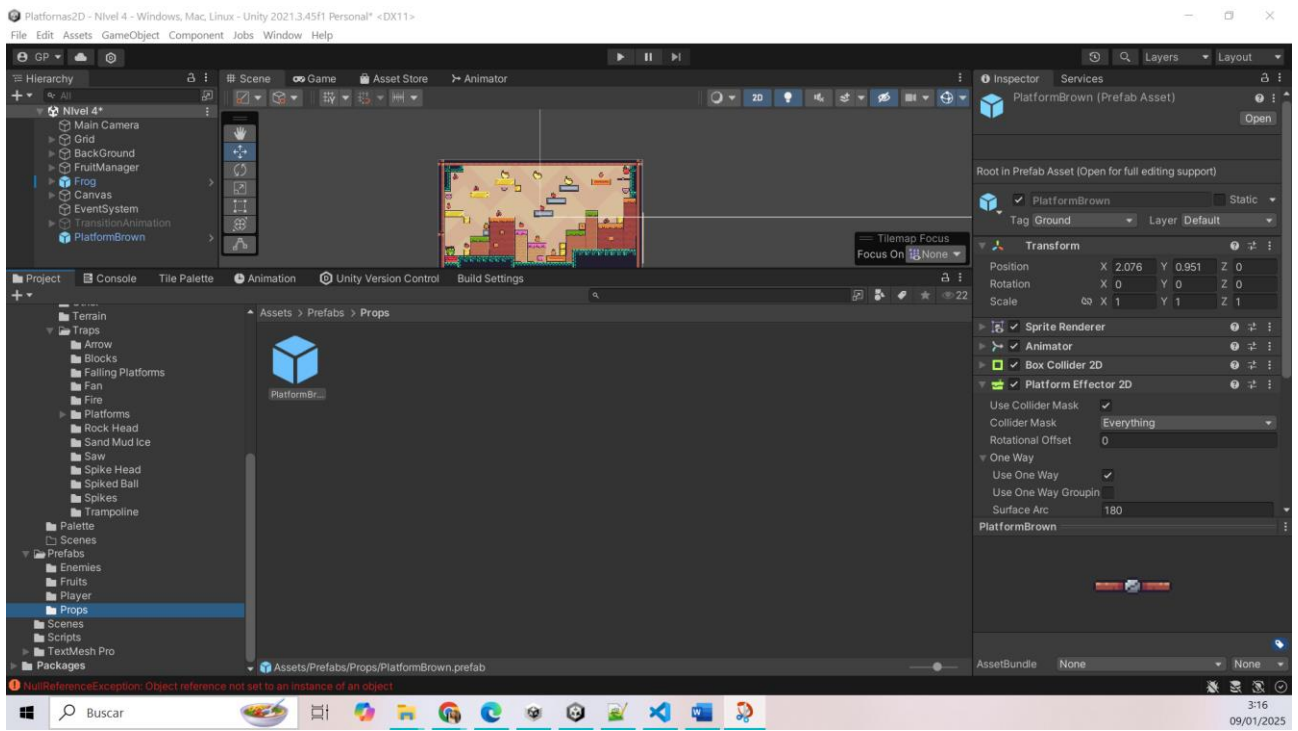 Platfornas2D - NIvel 4 - Windows, Mac, Linux - Unity 2021.3.45f1 Personal* <DX11>
File Edit Assets GameObject Component Jobs Window Help
GP Layers Layout
Hierarchy
All
NIvel 4*
Main Camera
Grid
BackGround
FruitManager
Frog
Canvas
EventSystem
TransitionAnimation
PlatformBrown
Scene Game Asset Store Animator
2D
Tilemap Focus
Focus On None
Project Console Tile Palette Animation Unity Version Control Build Settings
22
Terrain
Traps
Arrow
Blocks
Falling Platforms
Fan
Fire
Platforms
Rock Head
Sand Mud Ice
Saw
Spike Head
Spiked Ball
Spikes
Trampoline
Palette
Scenes
Prefabs
Enemies
Fruits
Player
Props
Scenes
Scripts
TextMesh Pro
Packages
Assets > Prefabs > Props
PlatformBr...
Assets/Prefabs/Props/PlatformBrown.prefab
Inspector Services
PlatformBrown (Prefab Asset)
Open
Root in Prefab Asset (Open for full editing support)
PlatformBrown Static
Tag Ground Layer Default
Transform
Position X 2.076 Y 0.951 Z 0
Rotation X 0 Y 0 Z 0
Scale X 1 Y 1 Z 1
Sprite Renderer
Animator
Box Collider 2D
Platform Effector 2D
Use Collider Mask
Collider Mask Everything
Rotational Offset 0
One Way
Use One Way
Use One Way Groupin
Surface Arc 180
PlatformBrown
AssetBundle None None
NullReferenceException: Object reference not set to an instance of an object
Buscar
3:16
09/01/2025